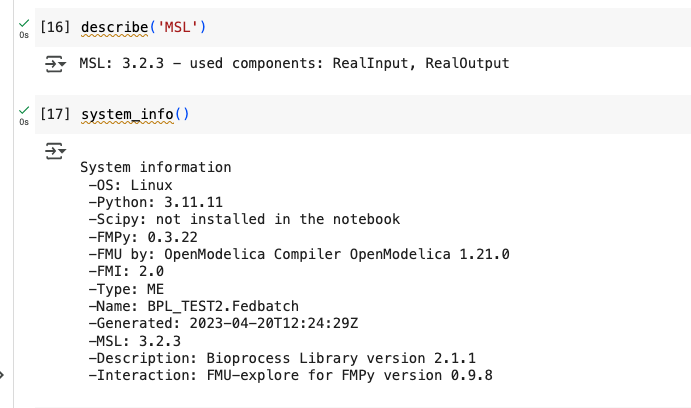 [16] describe('MSL')
0s
MSL: 3.2.3 - used components: RealInput, RealOutput
[17] system_info()
0s
System information
-OS: Linux
-Python: 3.11.11
-Scipy: not installed in the notebook
-FMPy: 0.3.22
-FMU by: OpenModelica Compiler OpenModelica 1.21.0
-FMI: 2.0
-Type: ME
-Name: BPL_TEST2.Fedbatch
-Generated: 2023-04-20T12:24:29Z
-MSL: 3.2.3
-Description: Bioprocess Library version 2.1.1
-Interaction: FMU-explore for FMPy version 0.9.8